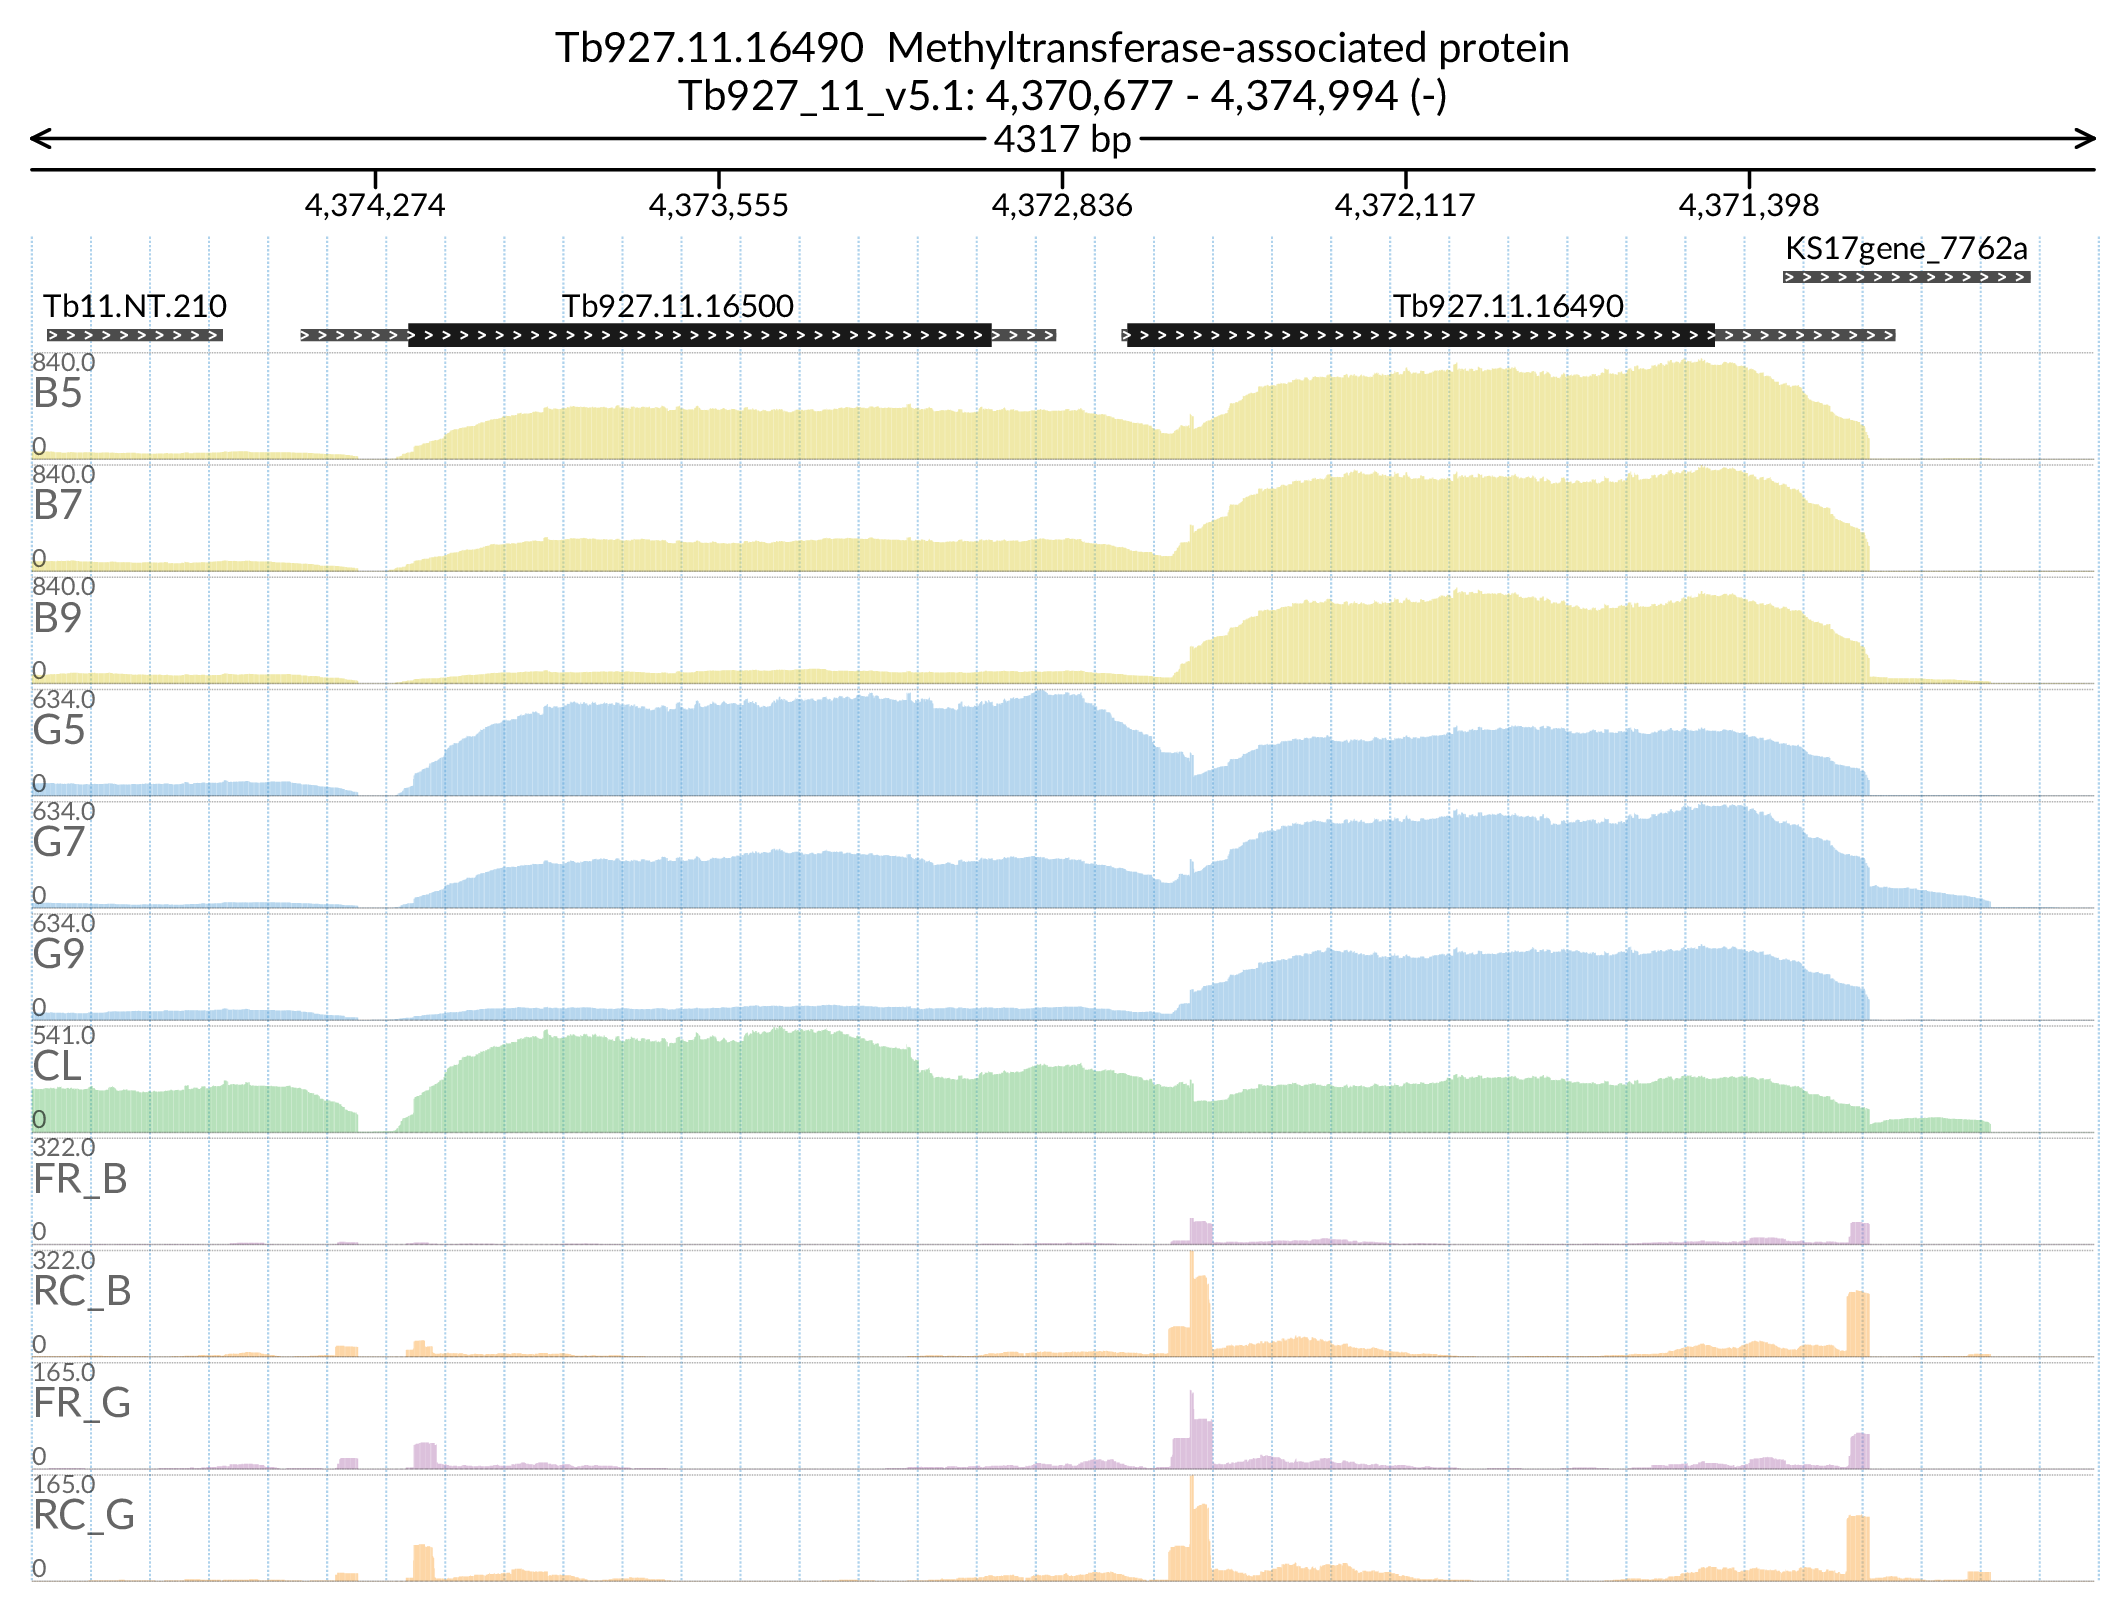 Tb927.11.16490  Methyltransferase-associated protein
Tb927_11_v5.1: 4,370,677 - 4,374,994 (-)
4317 bp
4,374,274 4,373,555 4,372,836 4,372,117 4,371,398
KS17gene_7762a
Tb11.NT.210 Tb927.11.16500 Tb927.11.16490
840.0
B5
0
840.0
B7
0
840.0
B9
0
634.0
G5
0
634.0
G7
0
634.0
G9
0
541.0
CL
0
322.0
FR_B
0
322.0
RC_B
0
165.0
FR_G
0
165.0
RC_G
0